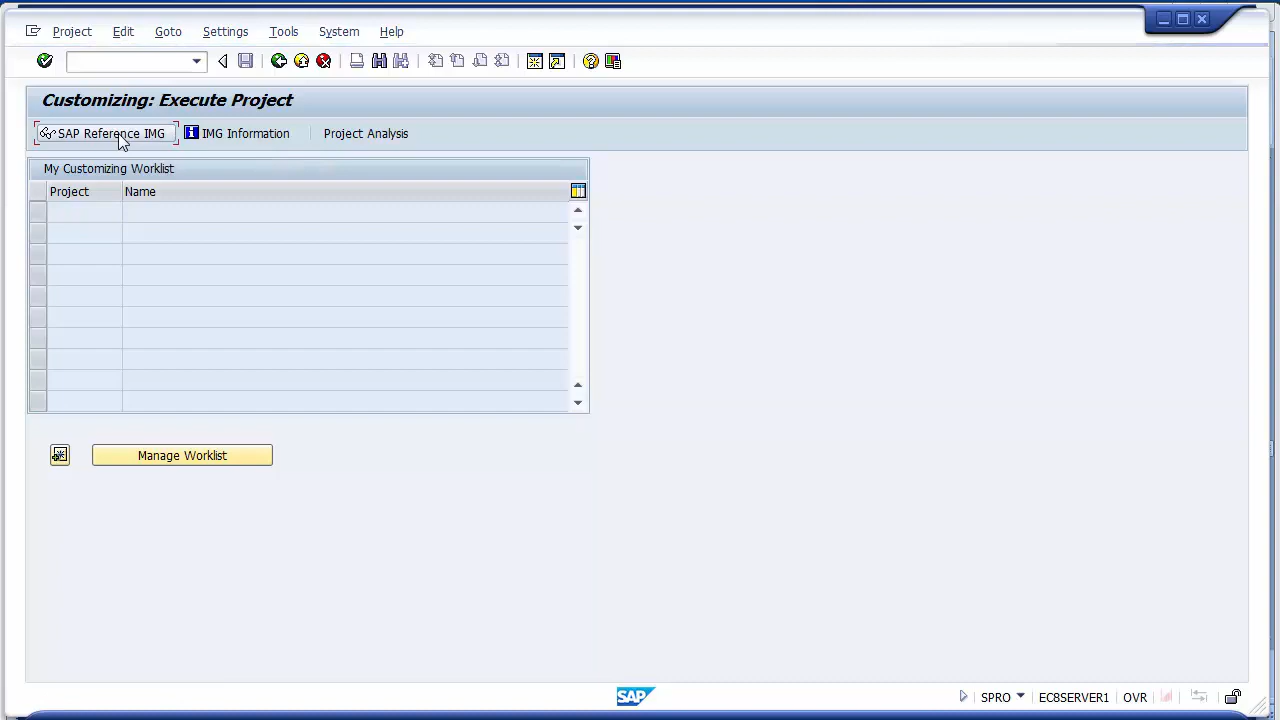 Project Edit Goto Settings Tools System Help
Customizing: Execute Project
SAP Reference IMG IMG Information Project Analysis
My Customizing Worklist
Project Name
Manage Worklist
SAP SPRO ECGSERVER1 OVR